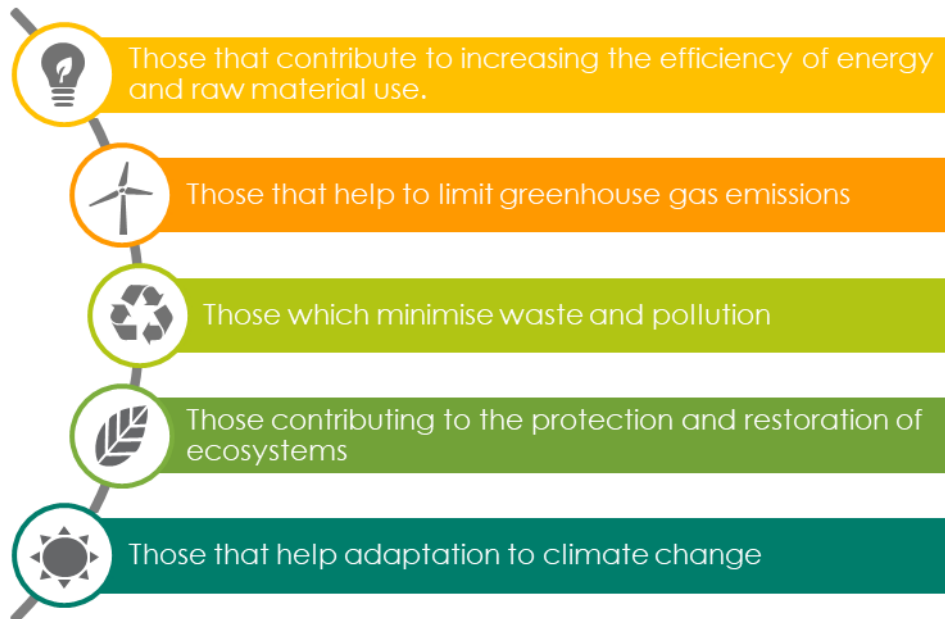 Those that contribute to increasing the efficiency of energy
and raw material use.
Those that help to limit greenhouse gas emissions
Those which minimise waste and pollution
Those contributing to the protection and restoration of
ecosystems
Those that help adaptation to climate change